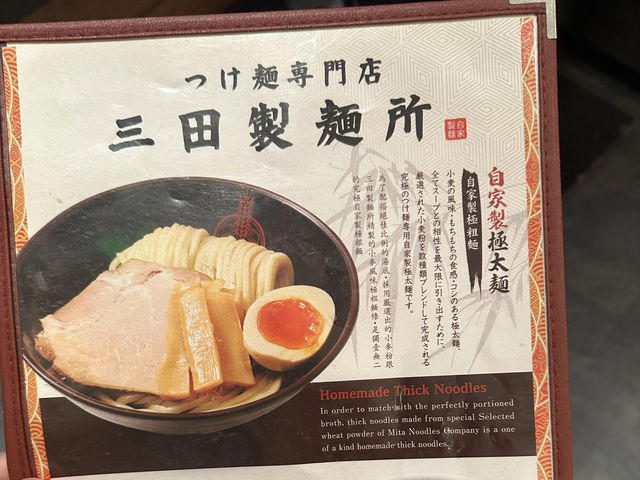 つけ麺専門店
三田製麺所
自家
製麺
自家製極太麺
自家製極粗麺
小麦の風味・もちもちの食感・コシのある極太麺、
全てスープとの相性を最大限に引き出すために、
厳選された小麦粉を数種類ブレンドして完成される
究極のつけ麺専用自家製極太麺です。
為了配搭絕佳比例的湯底，採用嚴選出的小麥粉跟
三田製麵所精製的小麥風味極粗麵條，是獨壹無二
的究極自家製極粗麵
Homemade Thick Noodles
In order to match with the perfectly portioned
broth, thick noodles made from special Selected
wheat powder of Mita Noodles Company is a one
of a kind homemade thick noodles.